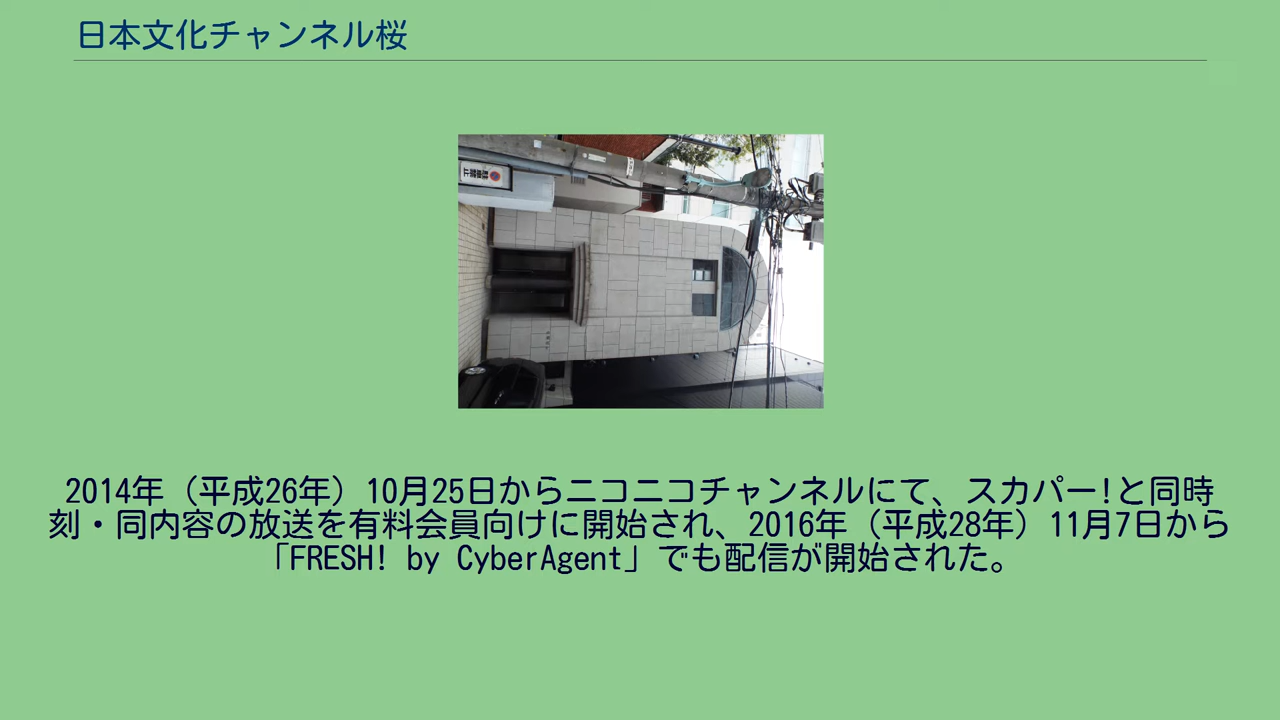 日本文化チャンネル桜
駐車禁止
2014年（平成26年）10月25日からニコニコチャンネルにて、スカパー!と同時
刻・同内容の放送を有料会員向けに開始され、2016年（平成28年）11月7日から
「FRESH! by CyberAgent」でも配信が開始された。